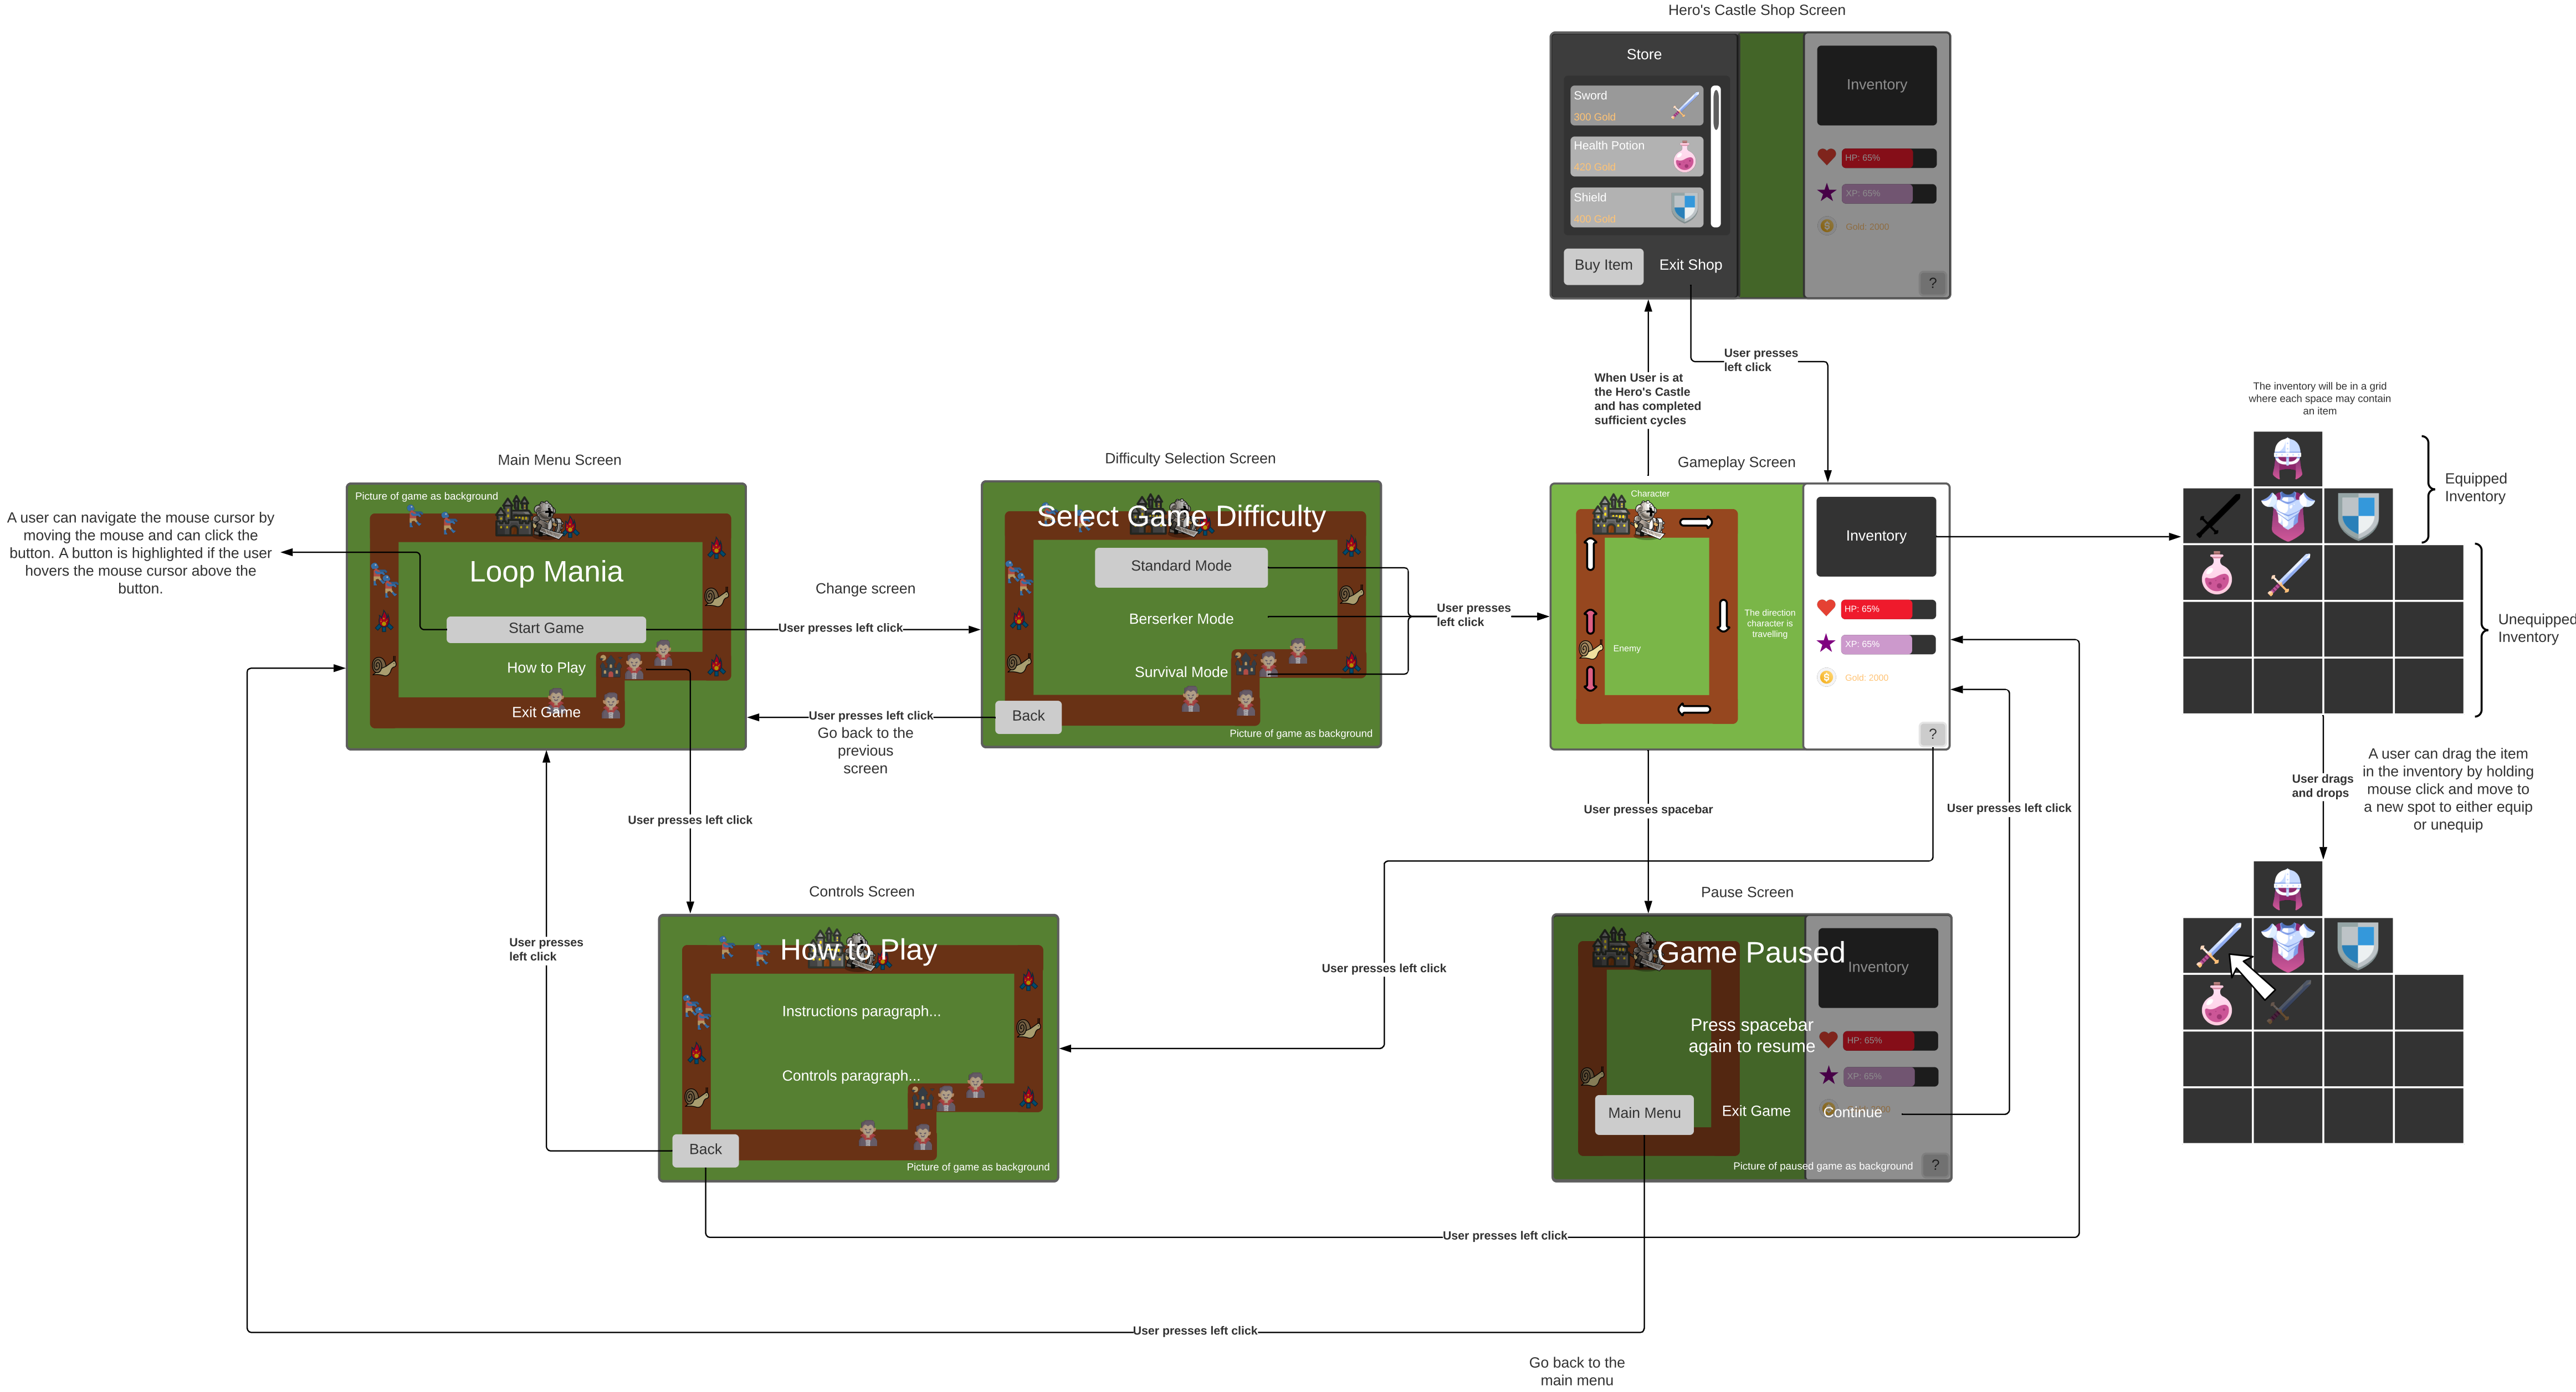 Hero's Castle Shop Screen
Store
Sword
300 Gold
Health Potion
420 Gold
Shield
400 Gold
Buy Item
Exit Shop
Inventory
HP: 65%
XP: 65%
Gold: 2000
?
User presses
left click
When User is at
the Hero's Castle
and has completed
sufficient cycles
The inventory will be in a grid
where each space may contain
an item
Main Menu Screen
Picture of game as background
Loop Mania
Start Game
How to Play
Exit Game
A user can navigate the mouse cursor by
moving the mouse and can click the
button. A button is highlighted if the user
hovers the mouse cursor above the
button.
Change screen
User presses left click
User presses left click
Go back to the
previous
screen
Difficulty Selection Screen
Select Game Difficulty
Standard Mode
Berserker Mode
Survival Mode
Back
Picture of game as background
User presses
left click
Gameplay Screen
Character
The direction
character is
travelling
Enemy
Inventory
HP: 65%
XP: 65%
Gold: 2000
?
Equipped
Inventory
Unequipped
Inventory
User drags
and drops
A user can drag the item
in the inventory by holding
mouse click and move to
a new spot to either equip
or unequip
User presses left click
User presses spacebar
User presses left click
User presses
left click
Controls Screen
How to Play
Instructions paragraph...
Controls paragraph...
Back
Picture of game as background
User presses left click
Pause Screen
Game Paused
Inventory
Press spacebar
again to resume
HP: 65%
XP: 65%
Main Menu
Exit Game
Continue
Picture of paused game as background
?
User presses left click
User presses left click
Go back to the
main menu